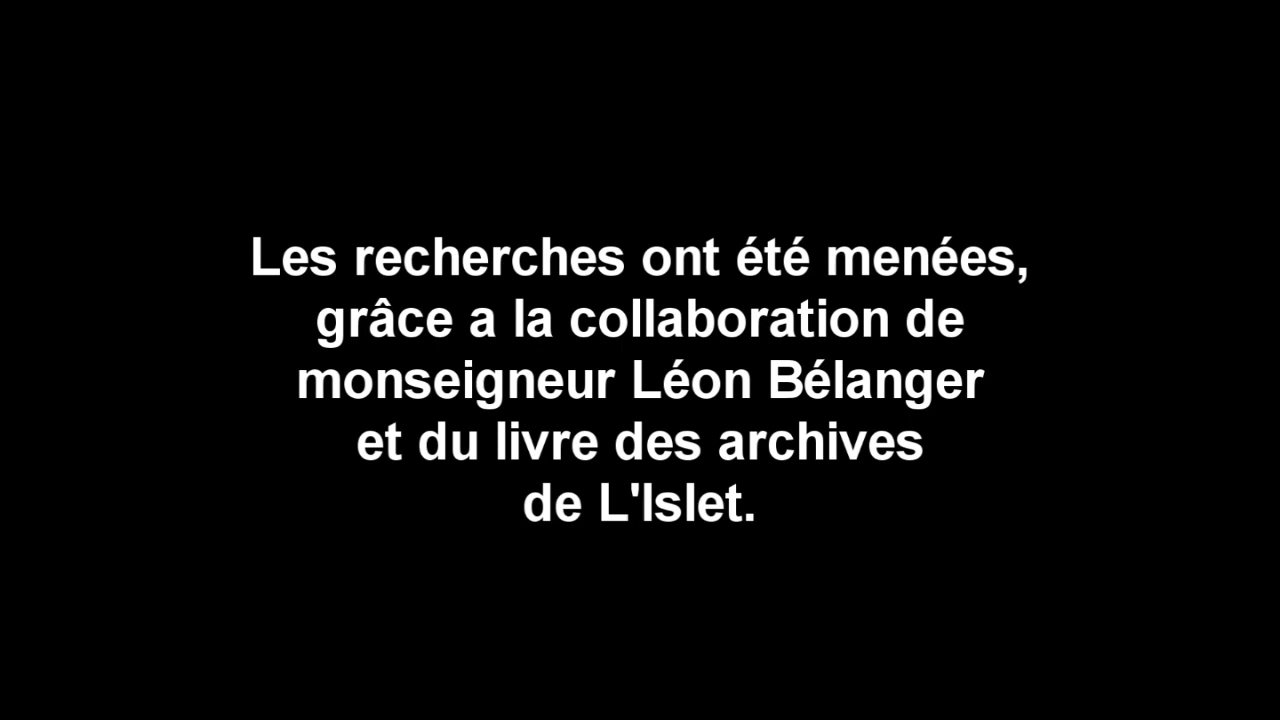 Les recherches ont été menées,
grâce a la collaboration de
monseigneur Léon Bélanger
et du livre des archives
de L'Islet.